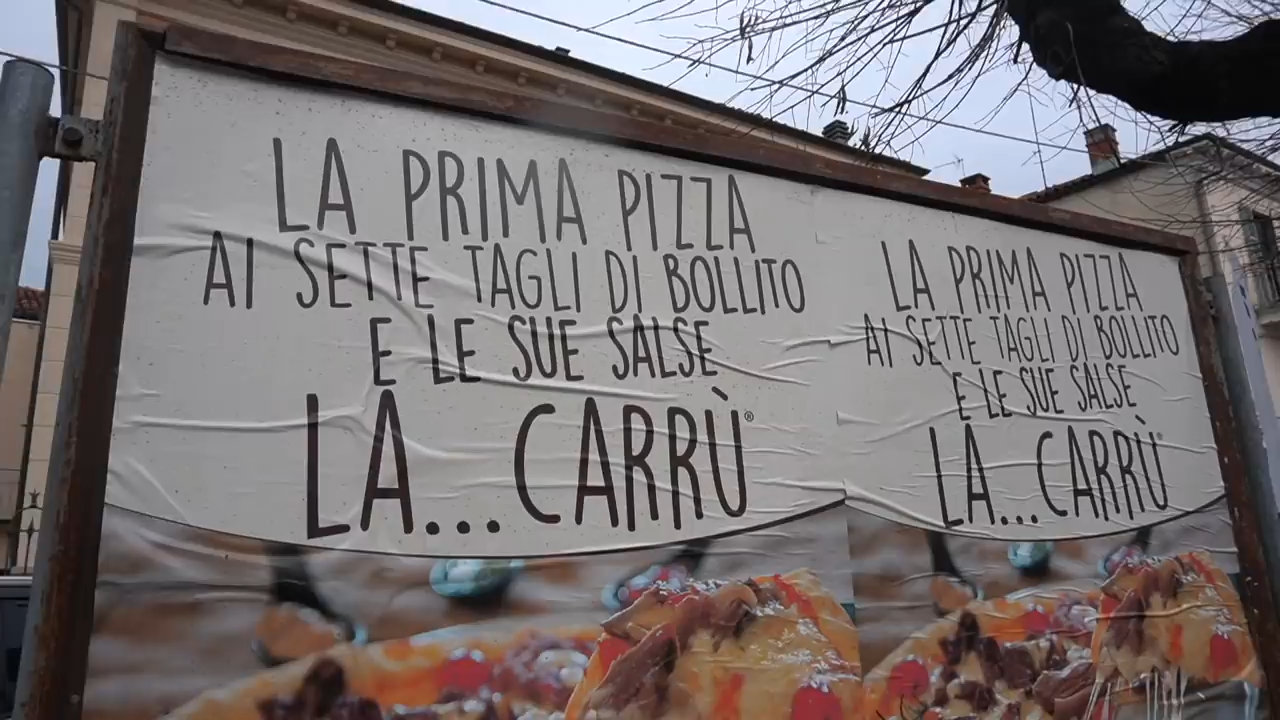 LA PRIMA PIZZA
AI SETTE TAGLI DI BOLLITO
E LE SUE SALSE
LA... CARRÙ®
LA PRIMA PIZZA
AI SETTE TAGLI DI BOLLITO
E LE SUE SALSE
LA...CARRÙ